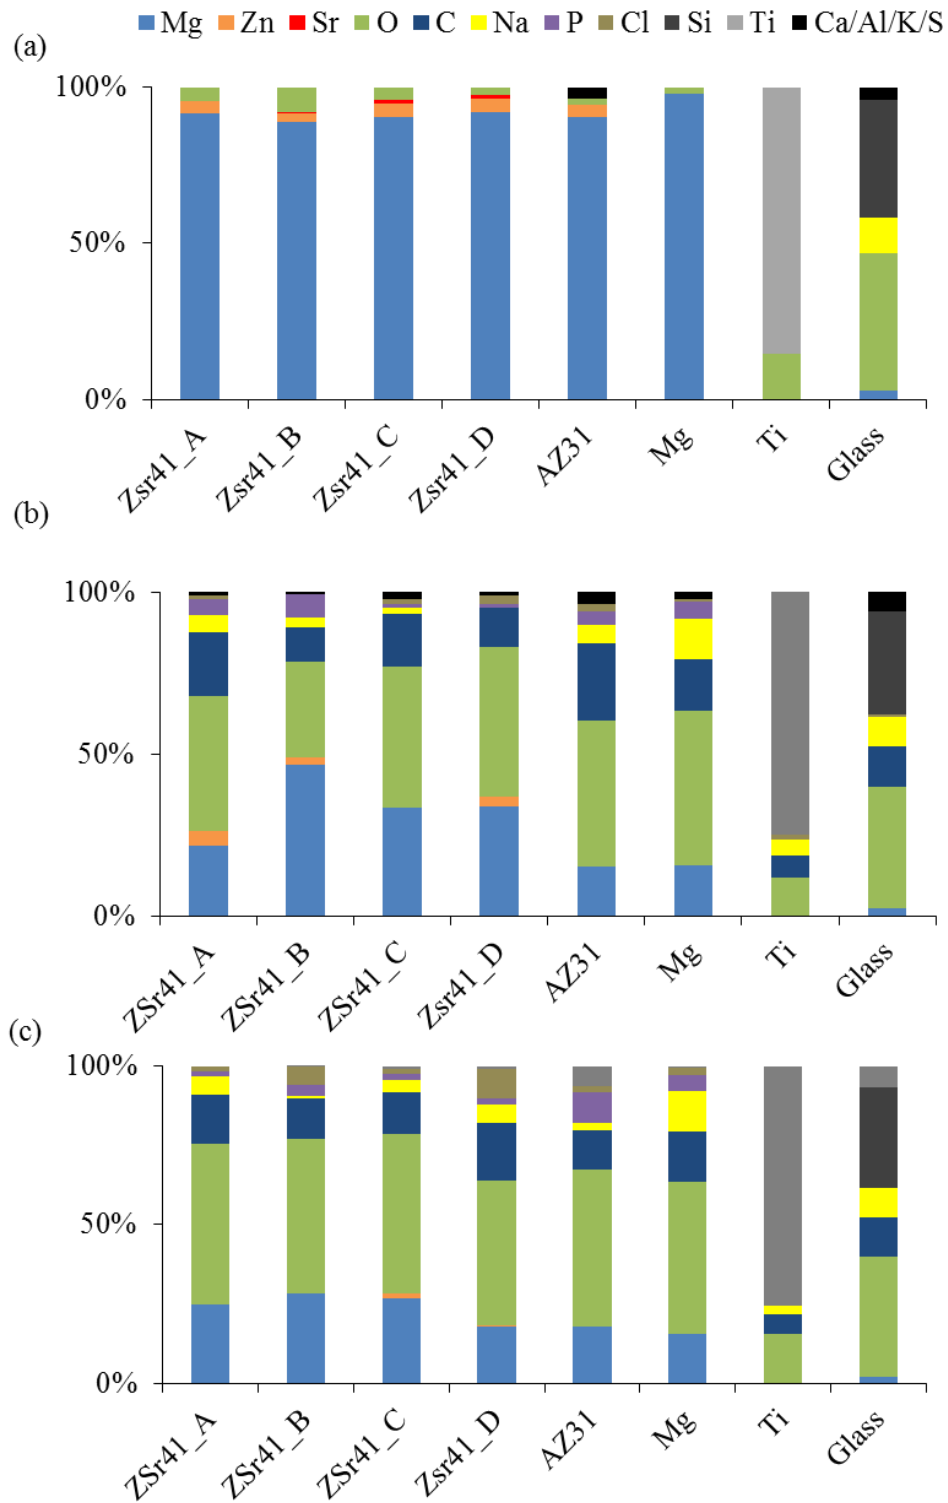 Mg Zn Sr O C Na P Cl Si Ti Ca/Al/K/S
(a)
100%
50%
0%
Zsr41_A Zsr41_B Zsr41_C Zsr41_D AZ31 Mg Ti Glass
(b)
100%
50%
0%
ZSr41_A ZSr41_B ZSr41_C Zsr41_D AZ31 Mg Ti Glass
(c)
100%
50%
0%
ZSr41_A ZSr41_B ZSr41_C Zsr41_D AZ31 Mg Ti Glass